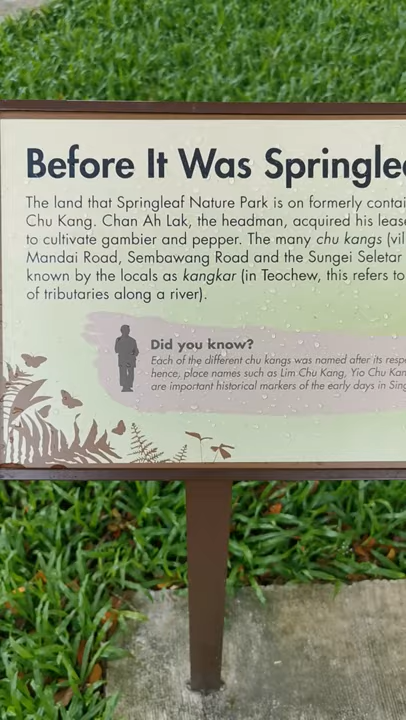 Before It Was Springlea
The land that Springleaf Nature Park is on formerly contai
Chu Kang. Chan Ah Lak, the headman, acquired his lease
to cultivate gambier and pepper. The many chu kangs (vil
Mandai Road, Sembawang Road and the Sungei Seletar
known by the locals as kangkar (in Teochew, this refers to
of tributaries along a river).
Did you know?
Each of the different chu kangs was named after its respe
hence, place names such as Lim Chu Kang, Yio Chu Kan
are important historical markers of the early days in Sing